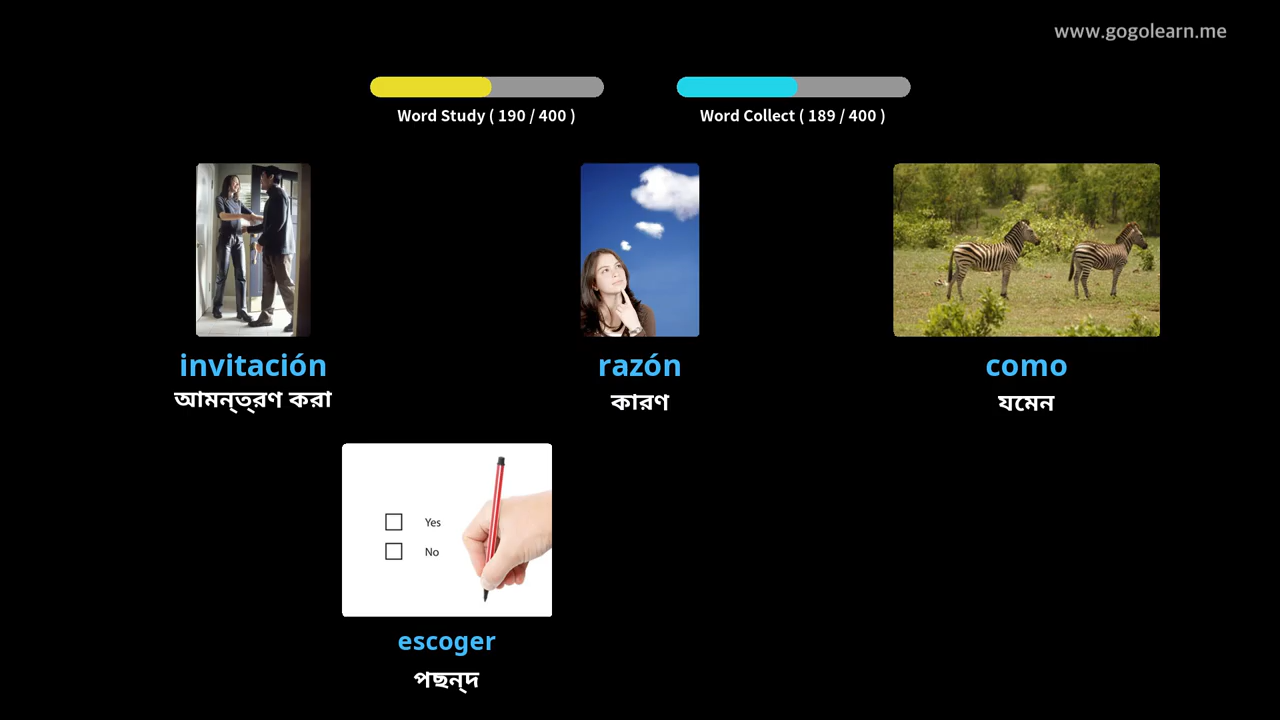 www.gogolearn.me
Word Study ( 190 / 400 )
Word Collect ( 189 / 400 )
invitación
আমন্ত্রণ করা
razón
কারণ
como
যেমন
Yes
No
escoger
পছন্দ